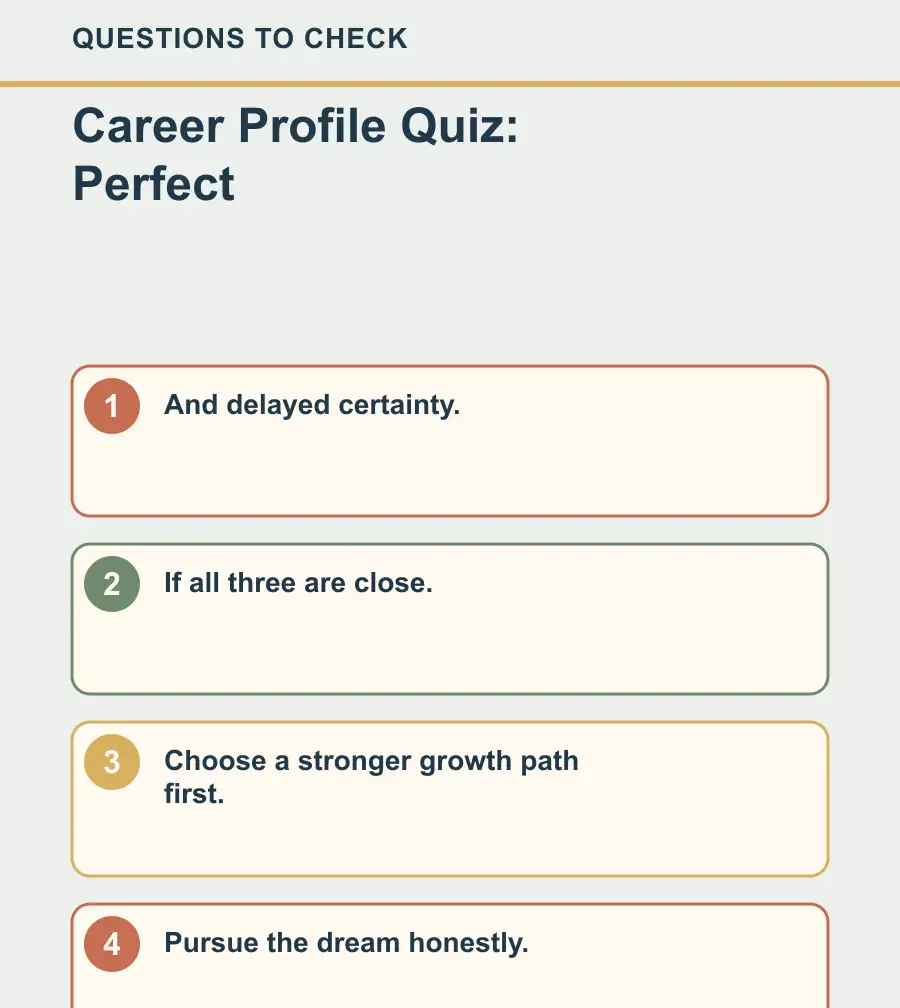 QUESTIONS TO CHECK
Career Profile Quiz:
Perfect
1
And delayed certainty.
2
If all three are close.
3
Choose a stronger growth path
first.
4
Pursue the dream honestly.